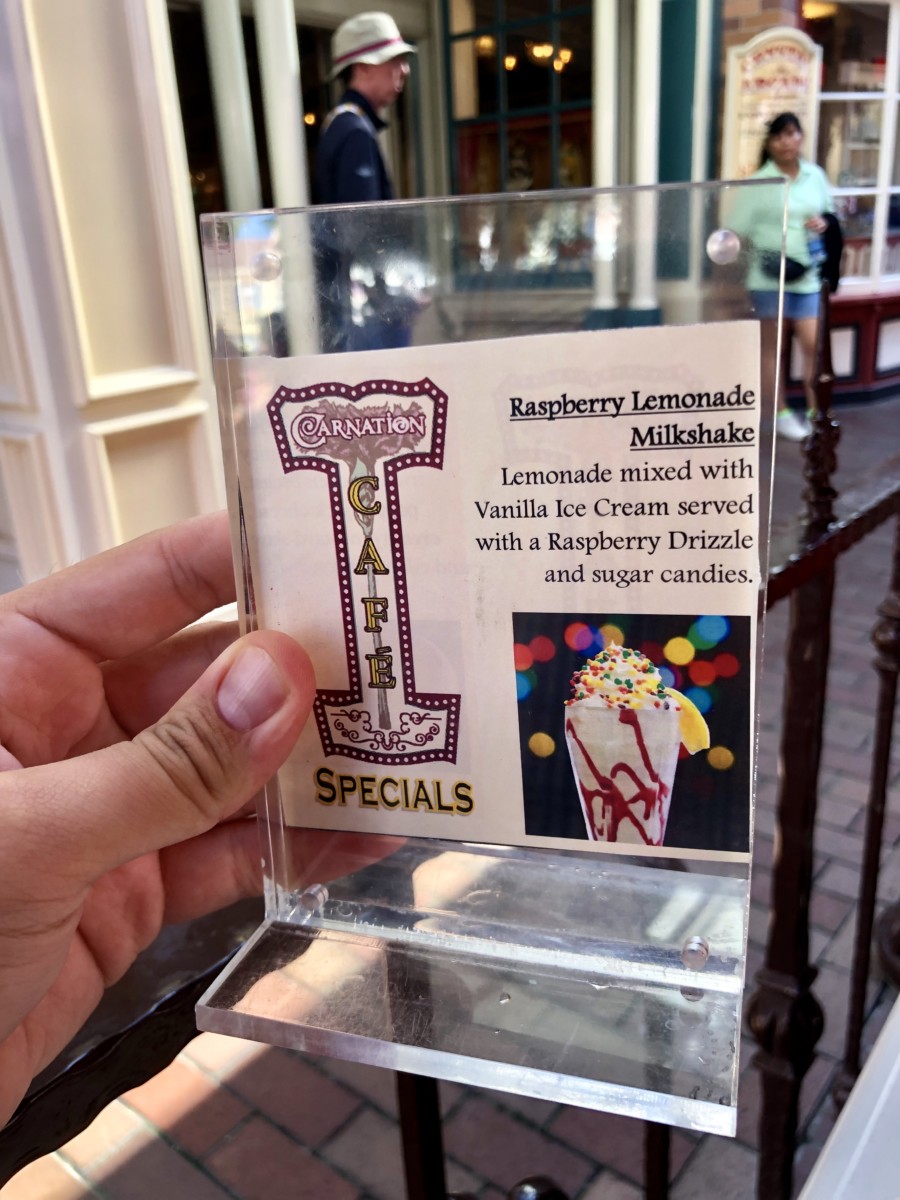 CARNATION
CAFÉ
SPECIALS
Raspberry Lemonade
Milkshake
Lemonade mixed with
Vanilla Ice Cream served
with a Raspberry Drizzle
and sugar candies.